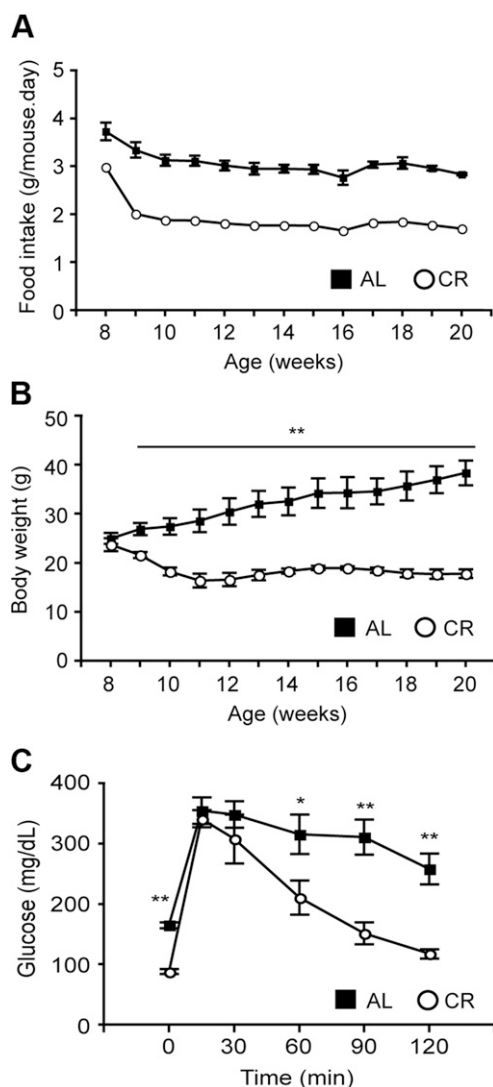 A
Food intake (g/mouse.day)
5
4
3
2
1
0
8 10 12 14 16 18 20
Age (weeks)
AL CR
B
Body weight (g)
50
40
30
20
10
0
**
8 10 12 14 16 18 20
Age (weeks)
AL CR
C
Glucose (mg/dL)
400
300
200
100
0
** * ** **
0 30 60 90 120
Time (min)
AL CR